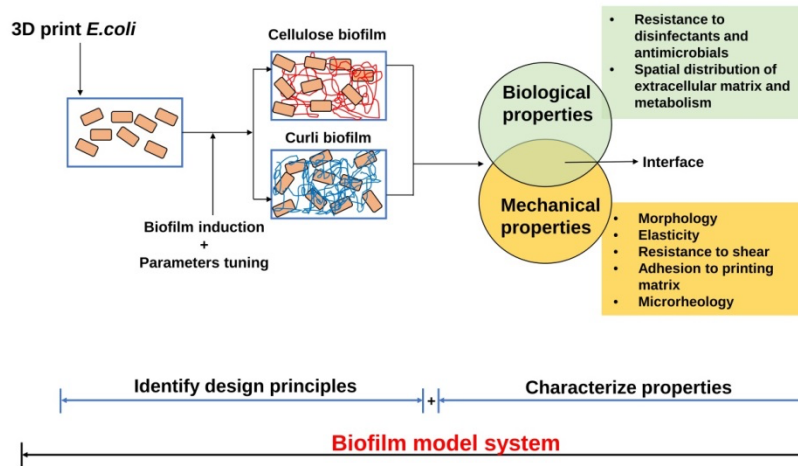 3D print E.coli
Cellulose biofilm
Curli biofilm
Biofilm induction
+
Parameters tuning
Biological
properties
Mechanical
properties
Interface
• Resistance to
disinfectants and
antimicrobials
• Spatial distribution of
extracellular matrix and
metabolism
• Morphology
• Elasticity
• Resistance to shear
• Adhesion to printing
matrix
• Microrheology
Identify design principles
+
Characterize properties
Biofilm model system